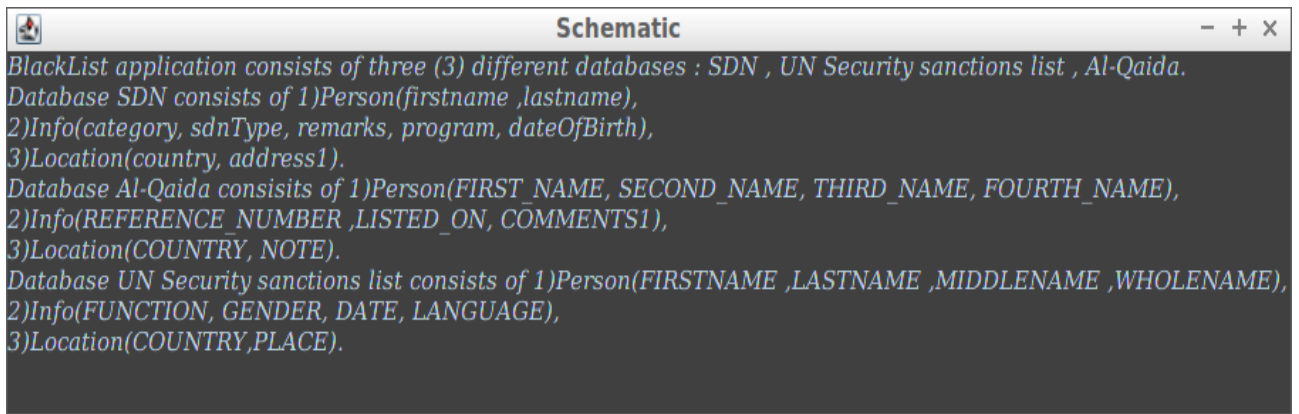 Schematic
BlackList application consists of three (3) different databases : SDN , UN Security sanctions list , Al-Qaida.
Database SDN consists of 1)Person(firstname ,lastname),
2)Info(category, sdnType, remarks, program, dateOfBirth),
3)Location(country, address1).
Database Al-Qaida consisits of 1)Person(FIRST_NAME, SECOND_NAME, THIRD_NAME, FOURTH_NAME),
2)Info(REFERENCE_NUMBER ,LISTED_ON, COMMENTS1),
3)Location(COUNTRY, NOTE).
Database UN Security sanctions list consists of 1)Person(FIRSTNAME ,LASTNAME ,MIDDLENAME ,WHOLENAME),
2)Info(FUNCTION, GENDER, DATE, LANGUAGE),
3)Location(COUNTRY,PLACE).